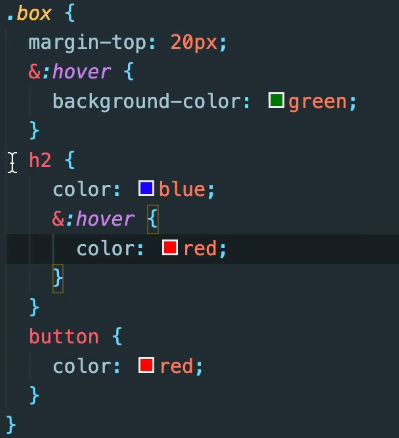 .box {
  margin-top: 20px;
  &:hover {
    background-color: green;
  }
  h2 {
    color: blue;
    &:hover {
      color: red;
    }
  }
  button {
    color: red;
  }
}